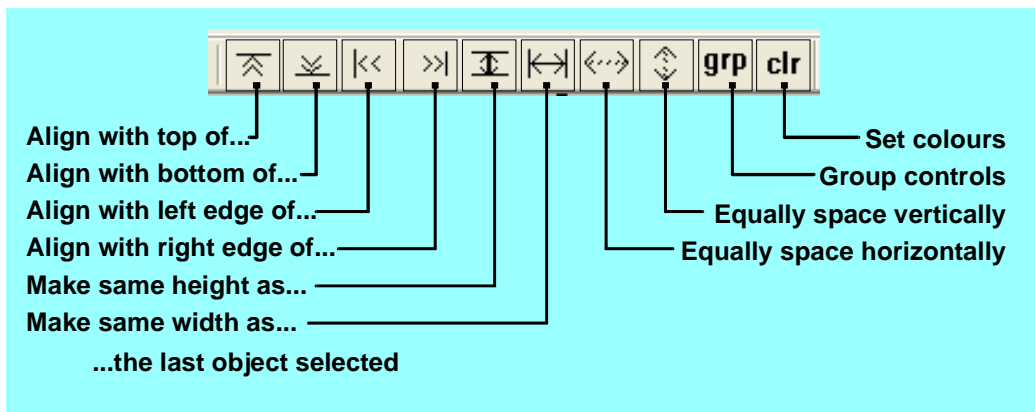 grp clr
Align with top of...
Align with bottom of...
Align with left edge of...
Align with right edge of...
Make same height as...
Make same width as...
...the last object selected
Set colours
Group controls
Equally space vertically
Equally space horizontally